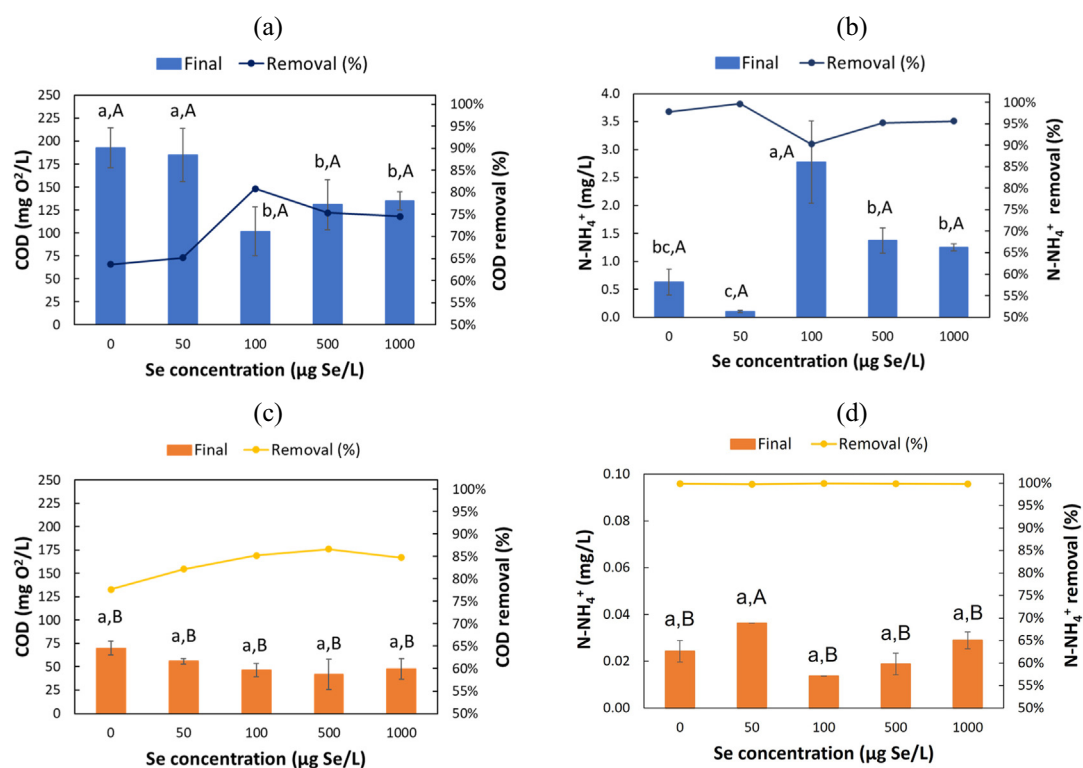 (a)
Final Removal (%)
COD (mg O²/L)
250
225
200
175
150
125
100
75
50
25
0
a,A a,A b,A b,A b,A
100%
95%
90%
85%
80%
75%
70%
65%
60%
55%
50%
COD removal (%)
0 50 100 500 1000
Se concentration (µg Se/L)
(b)
Final Removal (%)
N-NH₄⁺ (mg/L)
4.0
3.5
3.0
2.5
2.0
1.5
1.0
0.5
0.0
bc,A c,A a,A b,A b,A
100%
95%
90%
85%
80%
75%
70%
65%
60%
55%
50%
N-NH₄⁺ removal (%)
0 50 100 500 1000
Se concentration (µg Se/L)
(c)
Final Removal (%)
COD (mg O²/L)
250
225
200
175
150
125
100
75
50
25
0
a,B a,B a,B a,B a,B
100%
95%
90%
85%
80%
75%
70%
65%
60%
55%
50%
COD removal (%)
0 50 100 500 1000
Se concentration (µg Se/L)
(d)
Final Removal (%)
N-NH₄⁺ (mg/L)
0.10
0.08
0.06
0.04
0.02
0.00
a,B a,A a,B a,B a,B
100%
95%
90%
85%
80%
75%
70%
65%
60%
55%
50%
N-NH₄⁺ removal (%)
0 50 100 500 1000
Se concentration (µg Se/L)